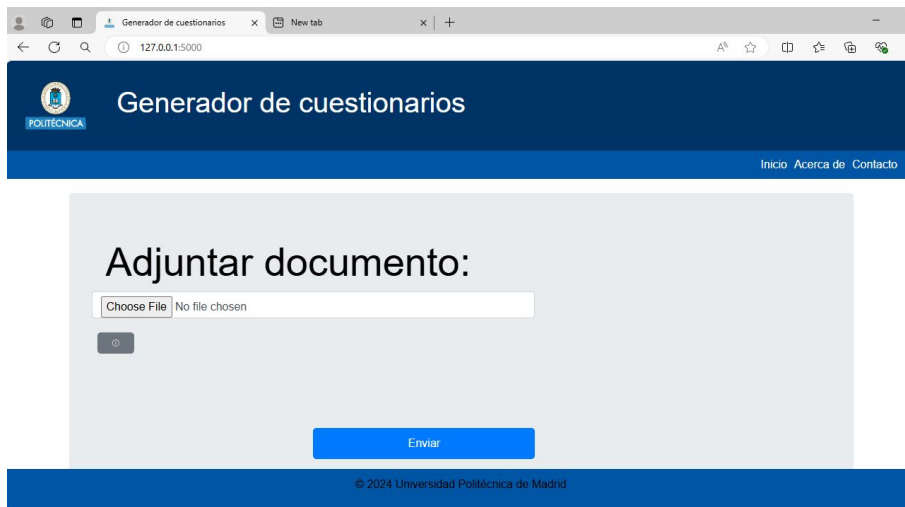 Generador de cuestionarios
New tab
127.0.0.1:5000
POLITÉCNICA
Generador de cuestionarios
Inicio Acerca de Contacto
Adjuntar documento:
Choose File No file chosen
Enviar
© 2024 Universidad Politécnica de Madrid